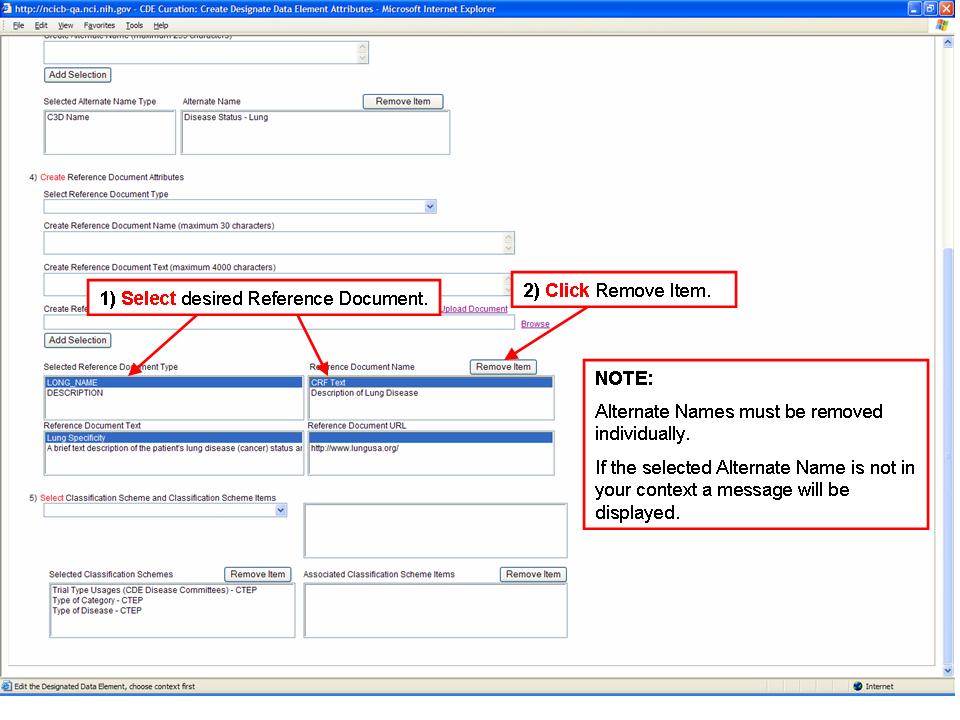 http://ncicb-qa.nci.nih.gov - CDE Curation: Create Designate Data Element Attributes - Microsoft Internet Explorer
File Edit View Favorites Tools Help
Create Alternate Name (maximum 255 characters)
Add Selection
Selected Alternate Name Type Alternate Name Remove Item
C3D Name Disease Status - Lung
4) Create Reference Document Attributes
Select Reference Document Type
Create Reference Document Name (maximum 30 characters)
Create Reference Document Text (maximum 4000 characters)
1) Select desired Reference Document.
2) Click Remove Item.
Create Refe Upload Document
Browse
Add Selection
Selected Reference Document Type Reference Document Name Remove Item
LONG_NAME CRF Text
DESCRIPTION Description of Lung Disease
Reference Document Text Reference Document URL
Lung Specificity
A brief text description of the patient's lung disease (cancer) status an http://www.lungusa.org/
NOTE:
Alternate Names must be removed
individually.
If the selected Alternate Name is not in
your context a message will be
displayed.
5) Select Classification Scheme and Classification Scheme Items
Selected Classification Schemes Remove Item Associated Classification Scheme Items Remove Item
Trial Type Usages (CDE Disease Committees) - CTEP
Type of Category - CTEP
Type of Disease - CTEP
Edit the Designated Data Element, choose context first Internet